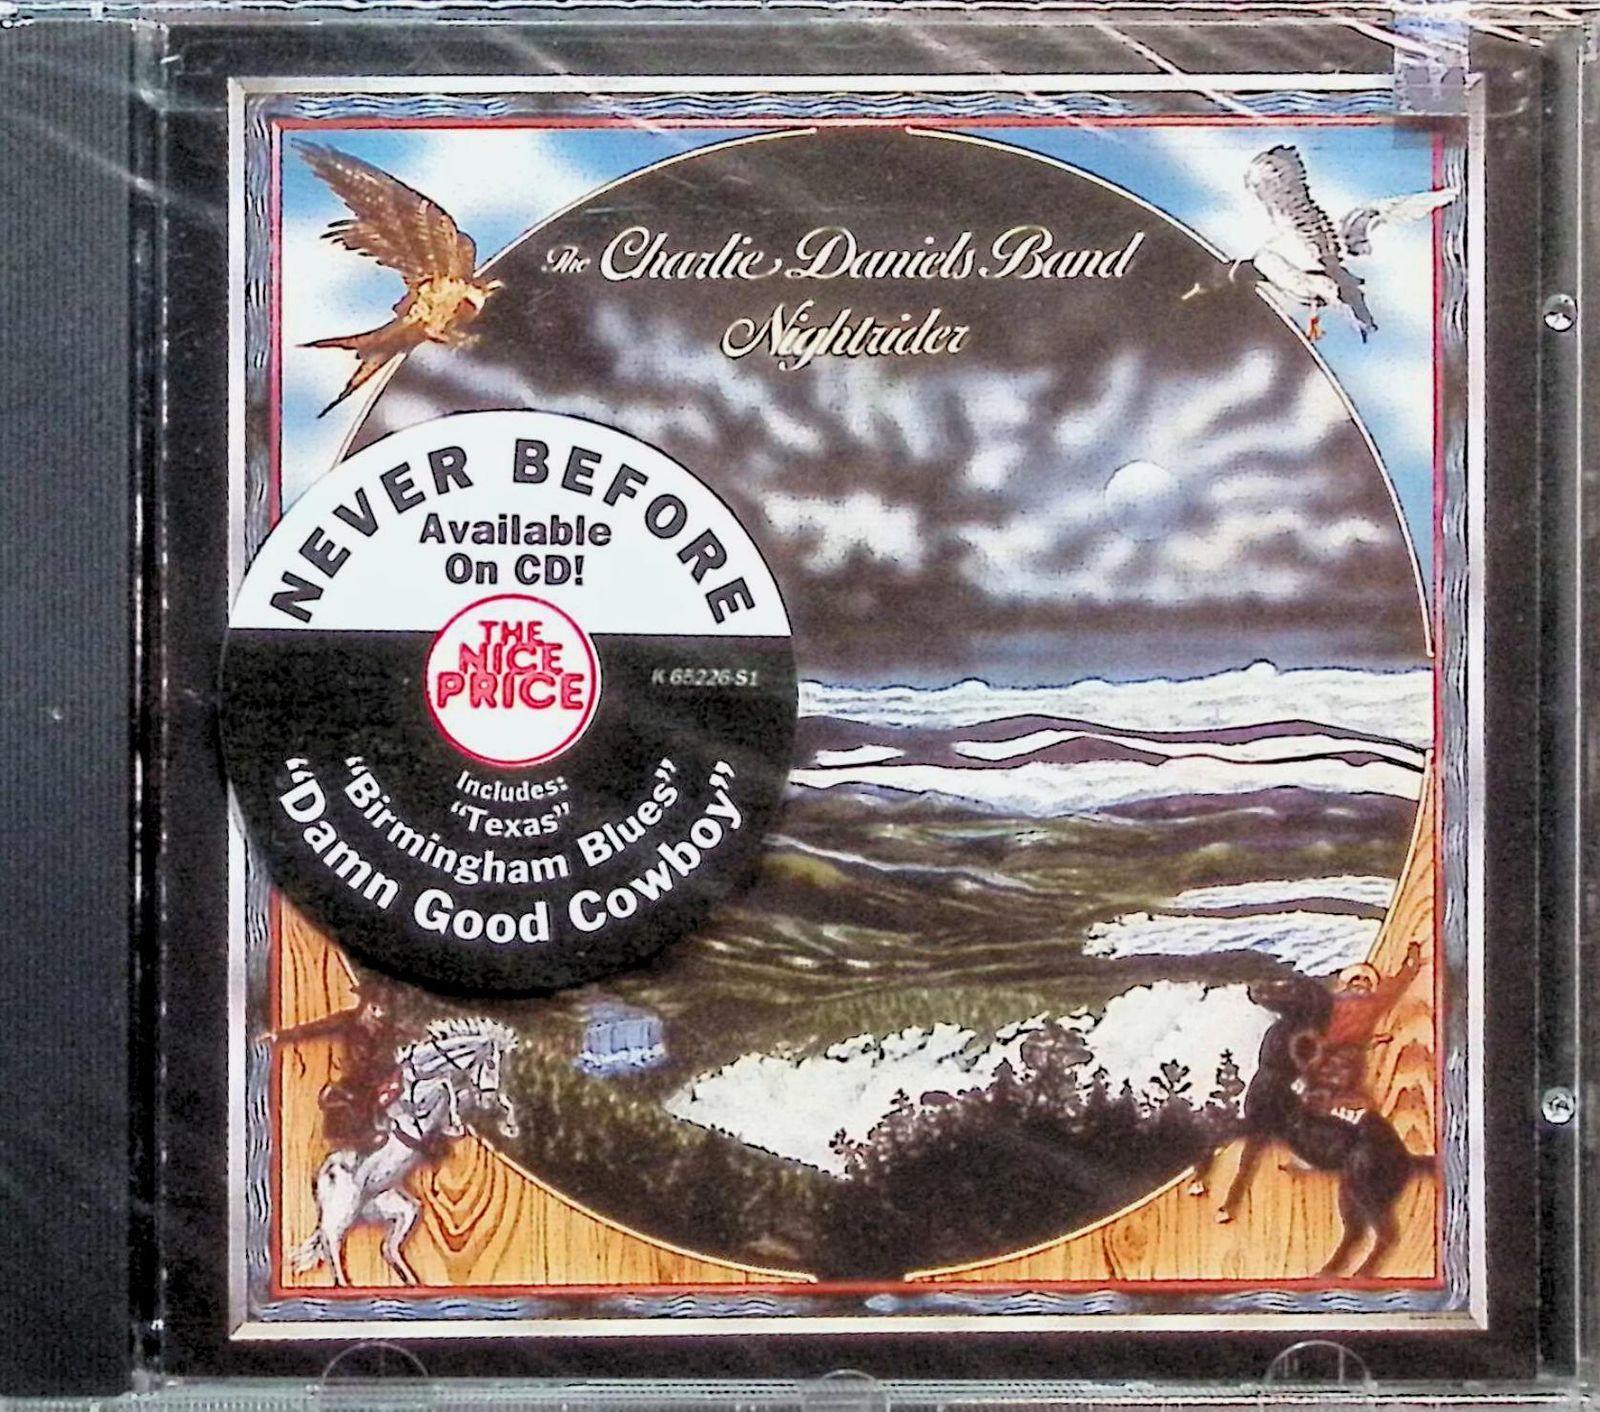 The Charlie Daniels Band
Nightrider
NEVER BEFORE
Available
On CD!
THE
NICE
PRICE
K 65226-S1
Includes:
"Texas"
"Birmingham Blues"
"Damn Good Cowboy"